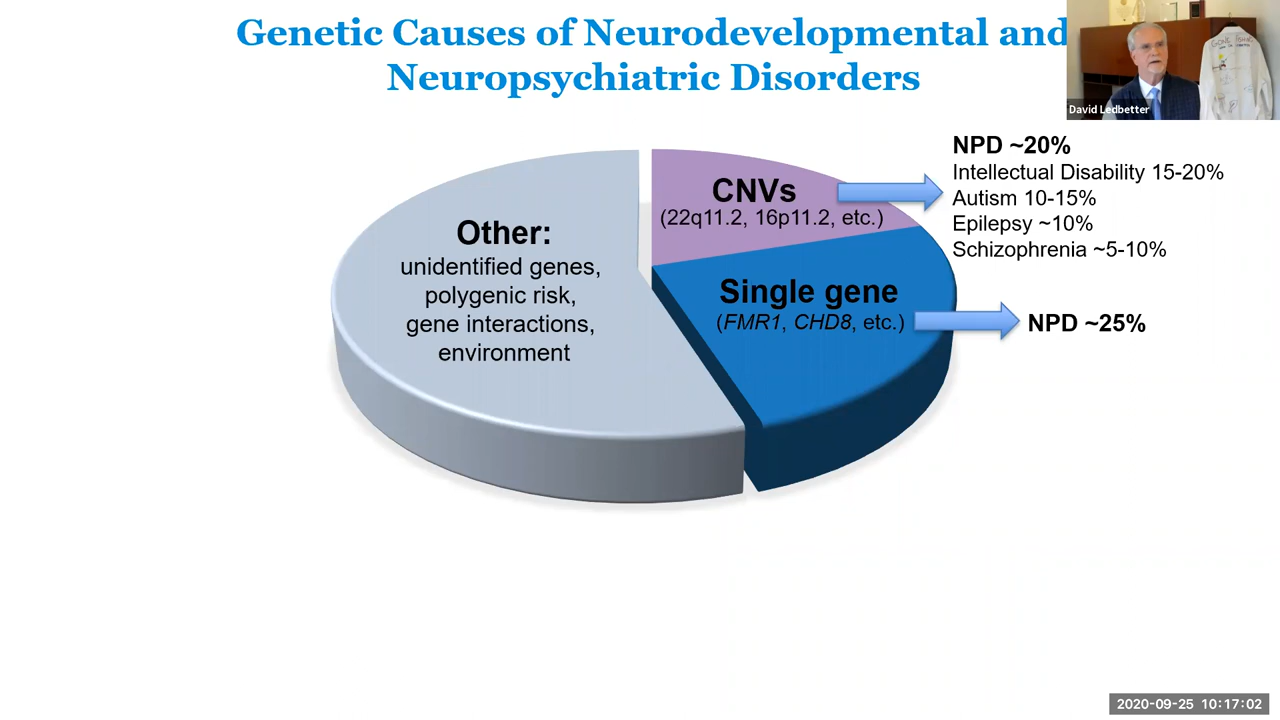 Genetic Causes of Neurodevelopmental and
Neuropsychiatric Disorders
David Ledbetter
NPD ~20%
Intellectual Disability 15-20%
Autism 10-15%
Epilepsy ~10%
Schizophrenia ~5-10%
CNVs
(22q11.2, 16p11.2, etc.)
Other:
unidentified genes,
polygenic risk,
gene interactions,
environment
Single gene
(FMR1, CHD8, etc.)
NPD ~25%
2020-09-25 10:17:02